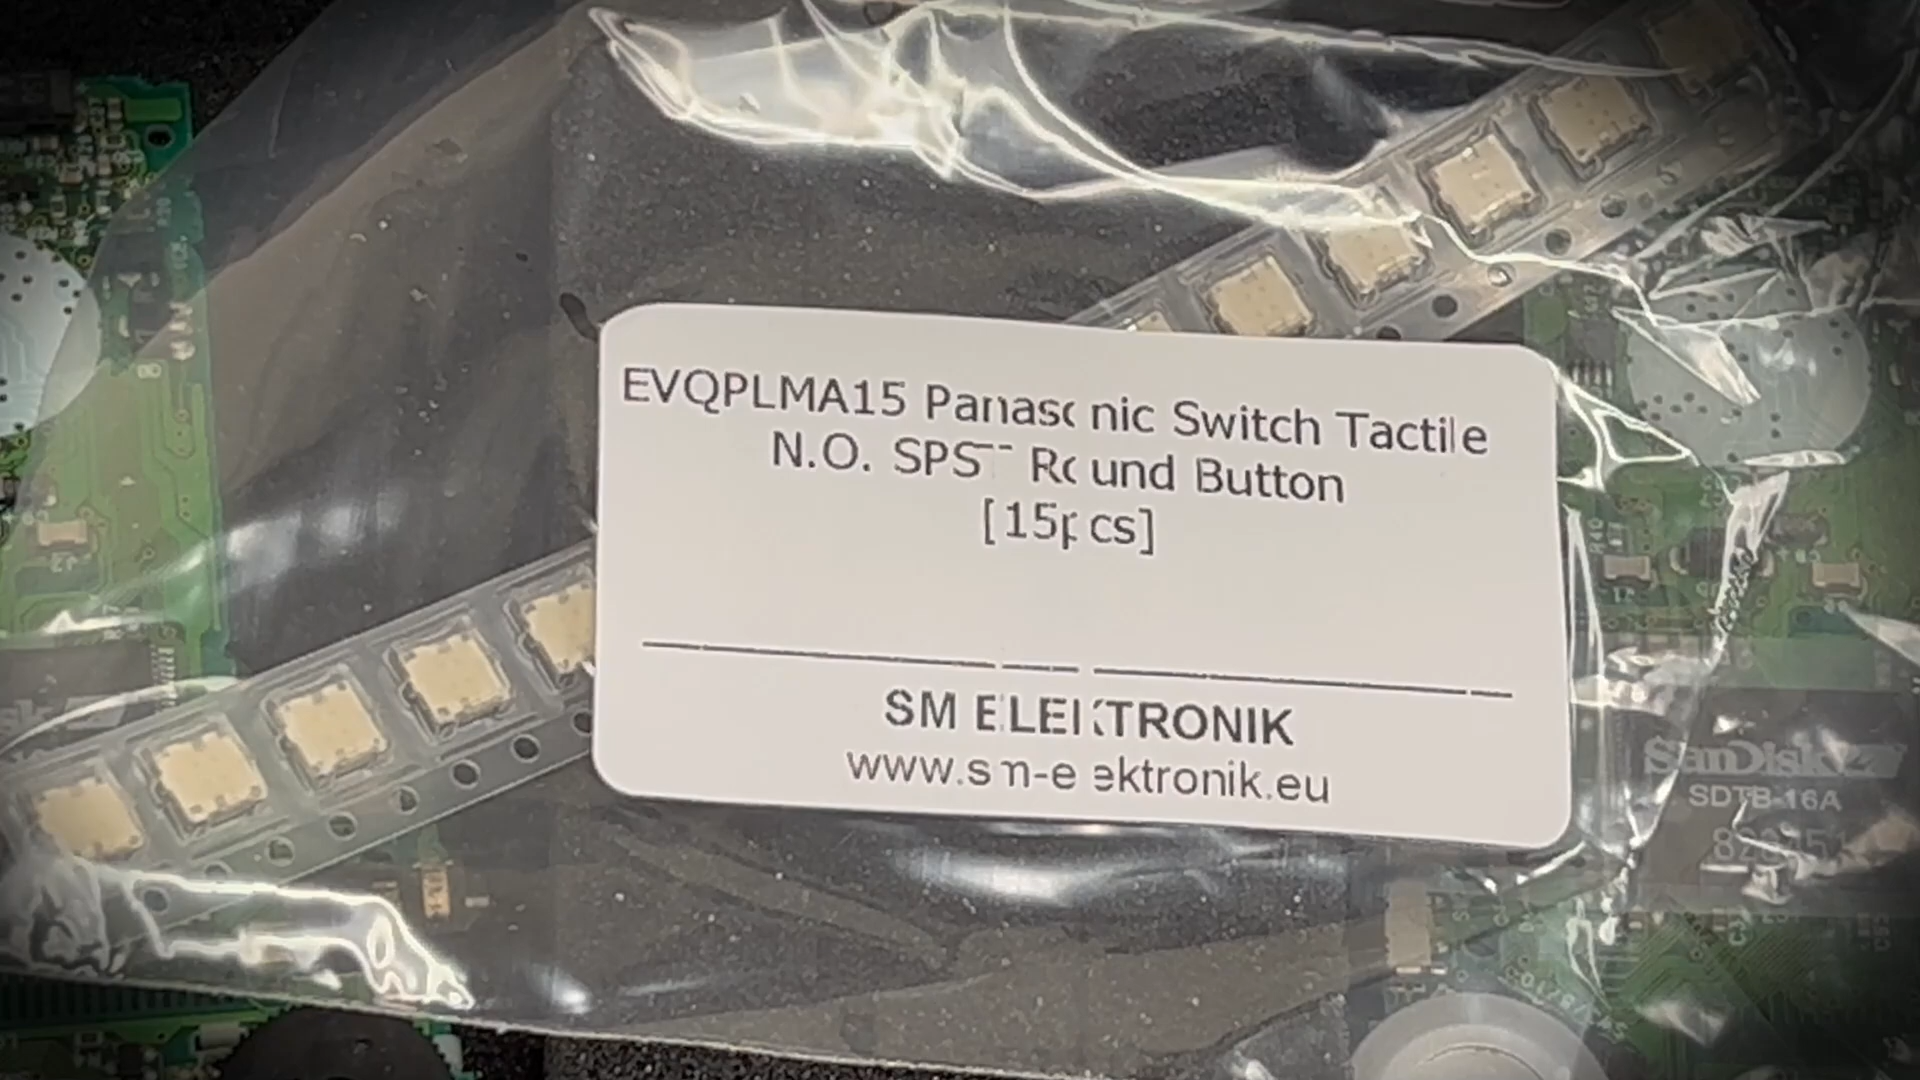 EVQPLMA15 Panasonic Switch Tactile
N.O. SPST Round Button
[15pcs]
SM ELEKTRONIK
www.sm-elektronik.eu
SanDisk
SDTB-16A